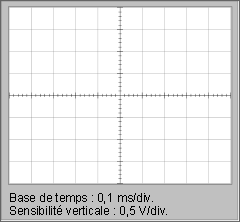 Base de temps : 0,1 ms/div.
Sensibilité verticale : 0,5 V/div.